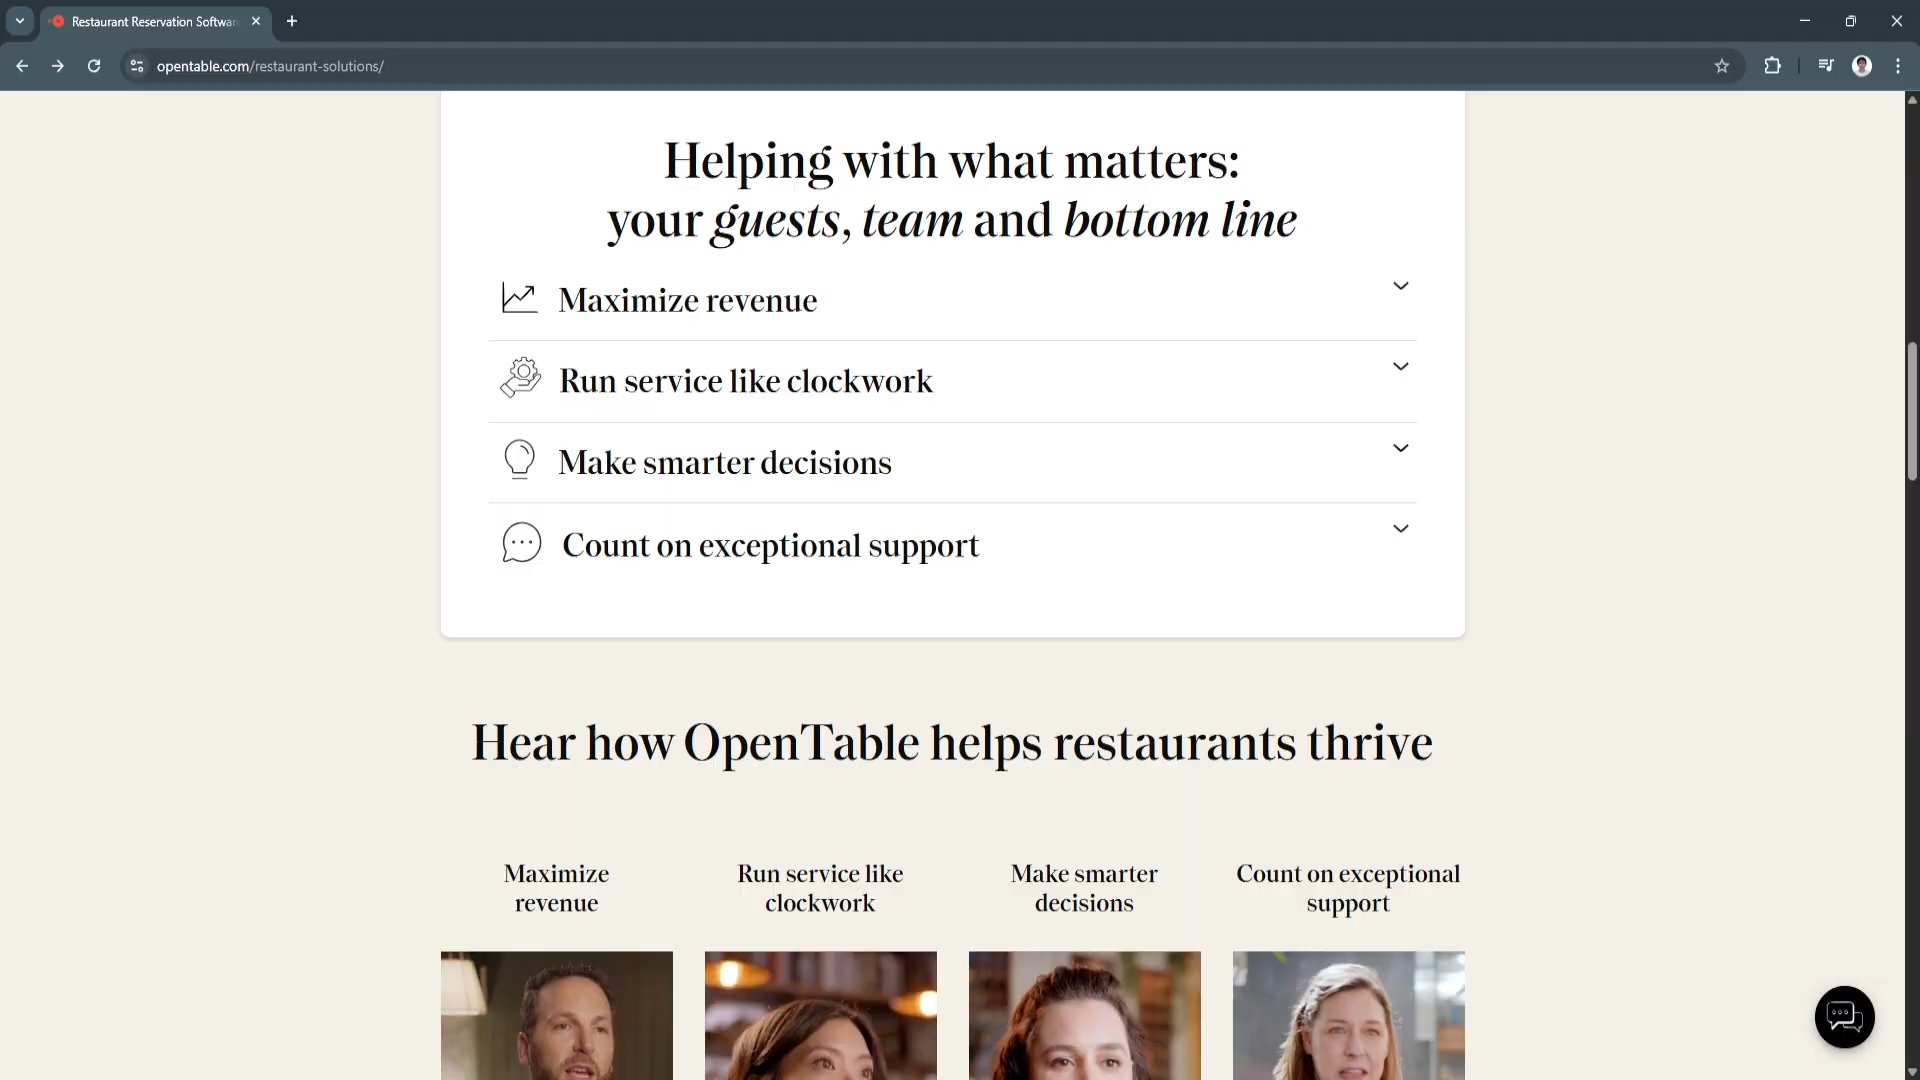 Restaurant Reservation Softwar
opentable.com/restaurant-solutions/
Helping with what matters:
your guests, team and bottom line
Maximize revenue
Run service like clockwork
Make smarter decisions
Count on exceptional support
Hear how OpenTable helps restaurants thrive
Maximize
revenue
Run service like
clockwork
Make smarter
decisions
Count on exceptional
support